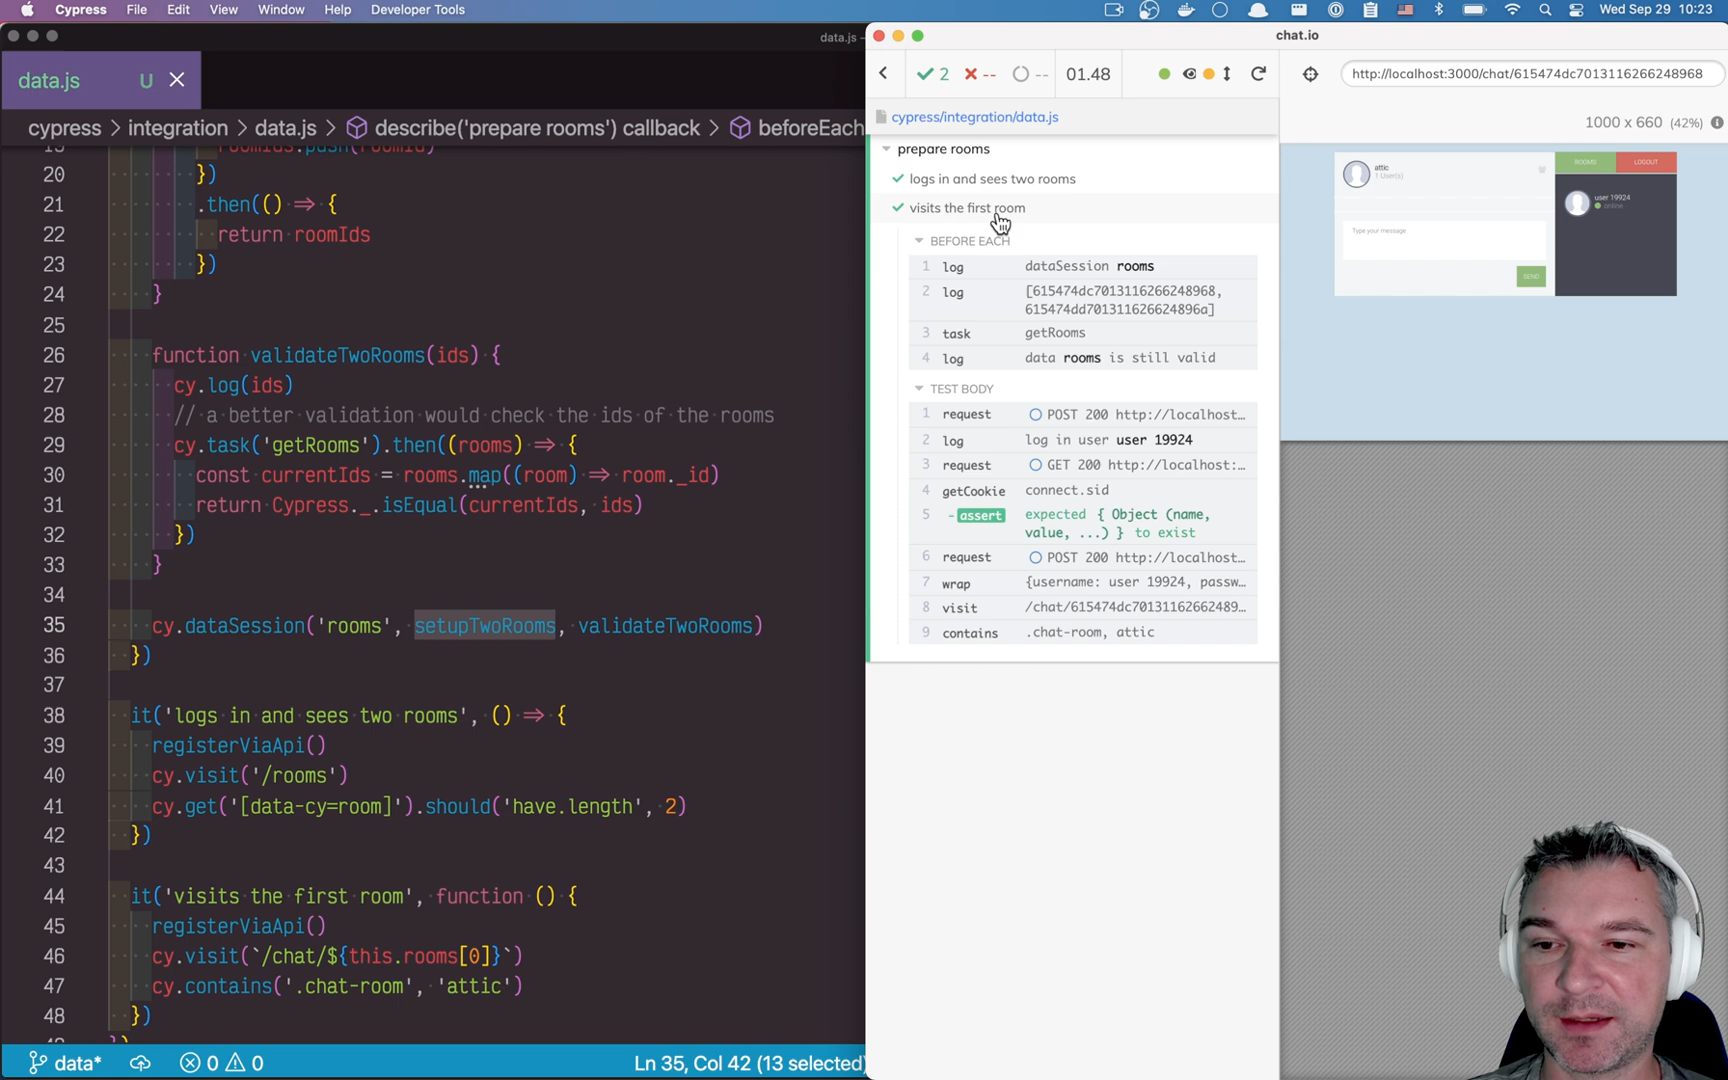 Cypress File Edit View Window Help Developer Tools Wed Sep 29 10:23
data.js –
data.js U
cypress > integration > data.js > describe('prepare rooms') callback > beforeEach
19 roomIds.push(roomId)
20 })
21 .then(() => {
22 return roomIds
23 })
24 }
25
26 function validateTwoRooms(ids) {
27 cy.log(ids)
28 // a better validation would check the ids of the rooms
29 cy.task('getRooms').then((rooms) => {
30 const currentIds = rooms.map((room) => room._id)
31 return Cypress._.isEqual(currentIds, ids)
32 })
33 }
34
35 cy.dataSession('rooms', setupTwoRooms, validateTwoRooms)
36 })
37
38 it('logs in and sees two rooms', () => {
39 registerViaApi()
40 cy.visit('/rooms')
41 cy.get('[data-cy=room]').should('have.length', 2)
42 })
43
44 it('visits the first room', function () {
45 registerViaApi()
46 cy.visit(`/chat/${this.rooms[0]}`)
47 cy.contains('.chat-room', 'attic')
48 })
data* 0 0 Ln 35, Col 42 (13 selected)
chat.io
2 -- -- 01.48
http://localhost:3000/chat/615474dc7013116266248968
1000 x 660 (42%)
cypress/integration/data.js
prepare rooms
logs in and sees two rooms
visits the first room
BEFORE EACH
1 log dataSession rooms
2 log [615474dc7013116266248968,
615474dd701311626624896a]
3 task getRooms
4 log data rooms is still valid
TEST BODY
1 request POST 200 http://localhost...
2 log log in user user 19924
3 request GET 200 http://localhost:...
4 getCookie connect.sid
5 -assert expected { Object (name,
value, ...) } to exist
6 request POST 200 http://localhost...
7 wrap {username: user 19924, passw...
8 visit /chat/615474dc70131162662489...
9 contains .chat-room, attic
attic
1 User(s)
ROOMS LOGOUT
user 19924
online
Type your message
SEND